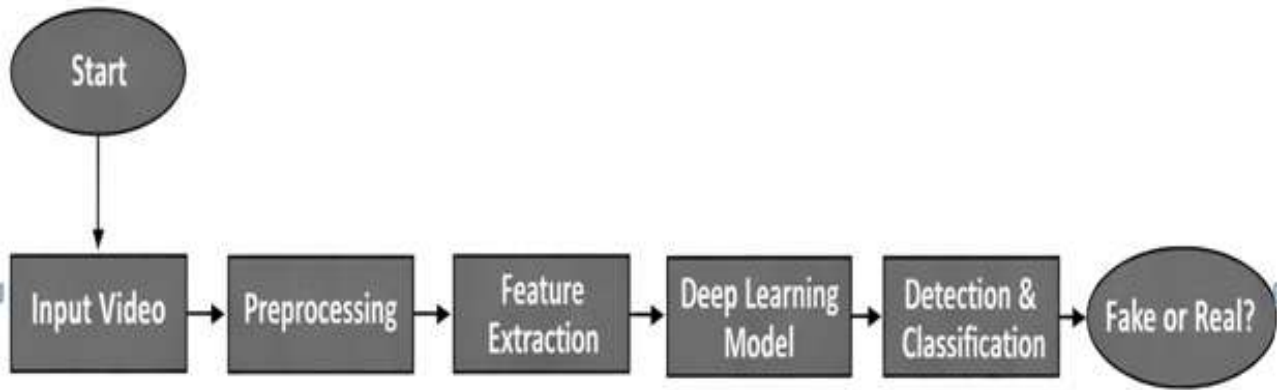 Start
Input Video
Preprocessing
Feature
Extraction
Deep Learning
Model
Detection &
Classification
Fake or Real?